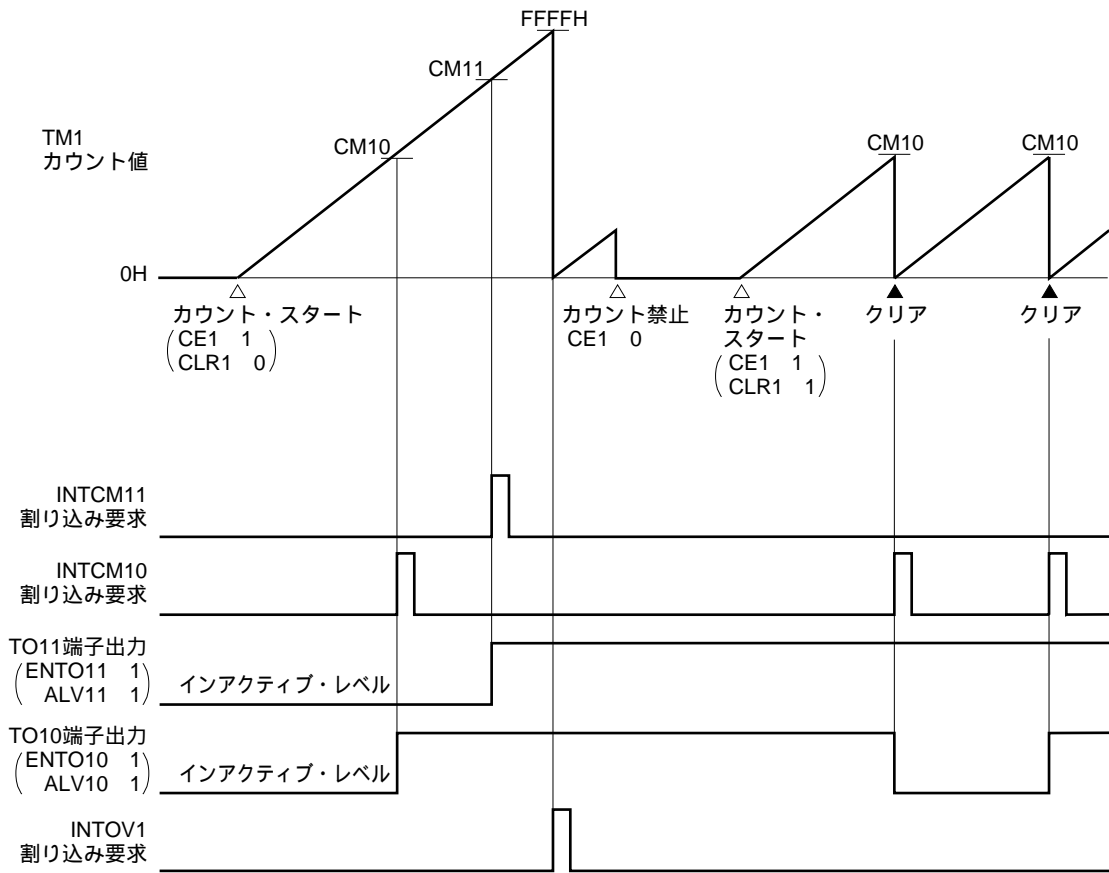 FFFFH
CM11
TM1
カウント値
CM10
CM10
CM10
0H
カウント・スタート
(CE1 1
CLR1 0)
カウント禁止
CE1 0
カウント・
スタート
(CE1 1
CLR1 1)
クリア
クリア
INTCM11
割り込み要求
INTCM10
割り込み要求
TO11端子出力
(ENTO11 1
ALV11 1)
インアクティブ・レベル
TO10端子出力
(ENTO10 1
ALV10 1)
インアクティブ・レベル
INTOV1
割り込み要求